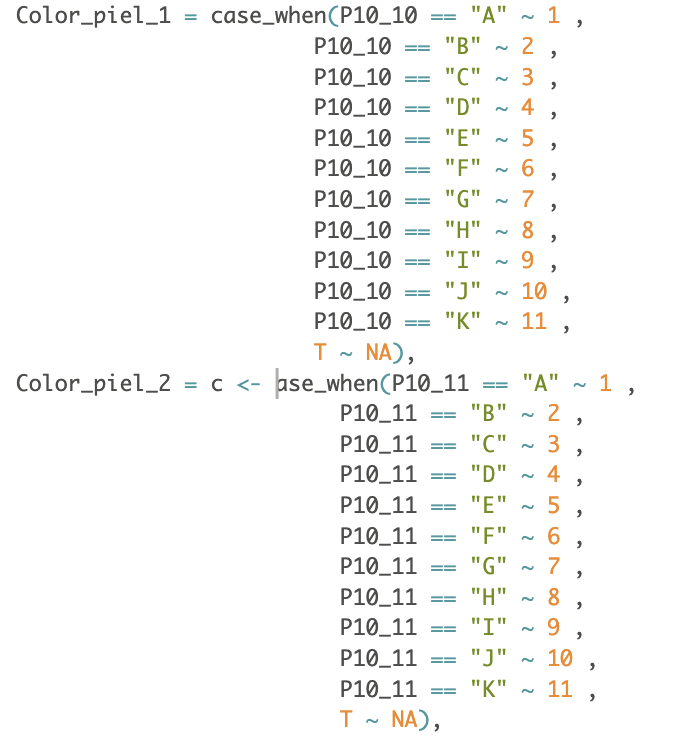 Color_piel_1 = case_when(P10_10 == "A" ~ 1 ,
P10_10 == "B" ~ 2 ,
P10_10 == "C" ~ 3 ,
P10_10 == "D" ~ 4 ,
P10_10 == "E" ~ 5 ,
P10_10 == "F" ~ 6 ,
P10_10 == "G" ~ 7 ,
P10_10 == "H" ~ 8 ,
P10_10 == "I" ~ 9 ,
P10_10 == "J" ~ 10 ,
P10_10 == "K" ~ 11 ,
T ~ NA),
Color_piel_2 = c <- ase_when(P10_11 == "A" ~ 1 ,
P10_11 == "B" ~ 2 ,
P10_11 == "C" ~ 3 ,
P10_11 == "D" ~ 4 ,
P10_11 == "E" ~ 5 ,
P10_11 == "F" ~ 6 ,
P10_11 == "G" ~ 7 ,
P10_11 == "H" ~ 8 ,
P10_11 == "I" ~ 9 ,
P10_11 == "J" ~ 10 ,
P10_11 == "K" ~ 11 ,
T ~ NA),